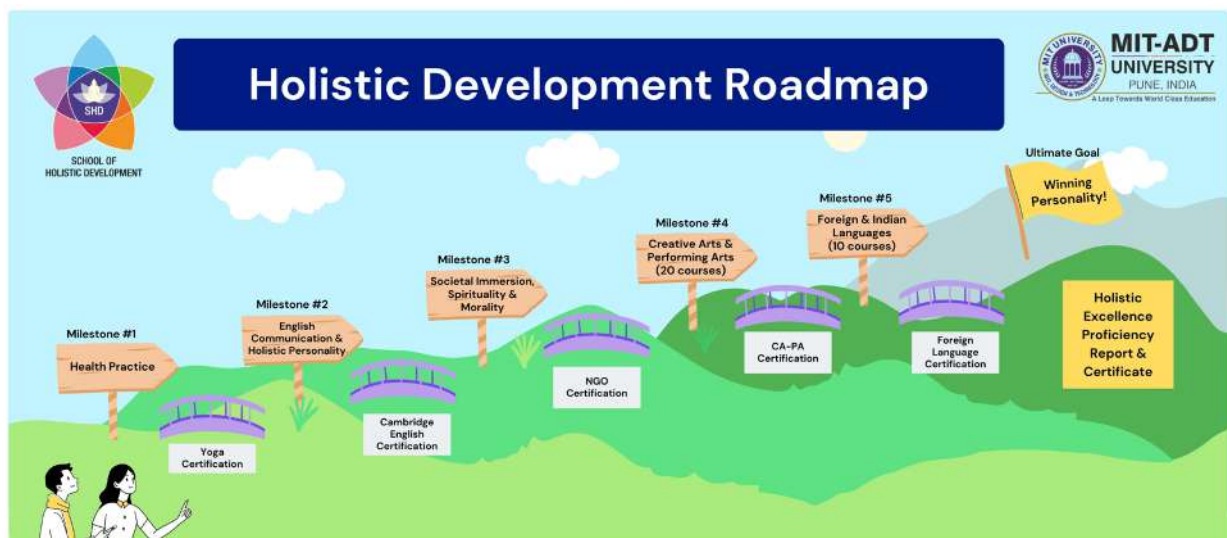 Holistic Development Roadmap
SHD
SCHOOL OF
HOLISTIC DEVELOPMENT
MIT-ADT
UNIVERSITY
PUNE, INDIA
A Leap Towards World Class Education
MIT UNIVERSITY
Milestone #1
Health Practice
Yoga
Certification
Milestone #2
English
Communication &
Holistic Personality
Cambridge
English
Certification
Milestone #3
Societal Immersion,
Spirituality &
Morality
NGO
Certification
Milestone #4
Creative Arts &
Performing Arts
(20 courses)
CA-PA
Certification
Milestone #5
Foreign & Indian
Languages
(10 courses)
Foreign
Language
Certification
Ultimate Goal
Winning
Personality!
Holistic
Excellence
Proficiency
Report &
Certificate